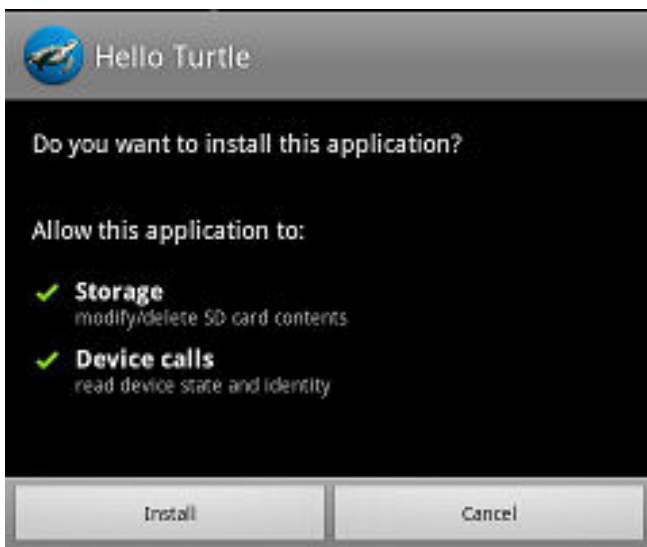 Hello Turtle
Do you want to install this application?
Allow this application to:
Storage
modify/delete SD card contents
Device calls
read device state and identity
Install
Cancel